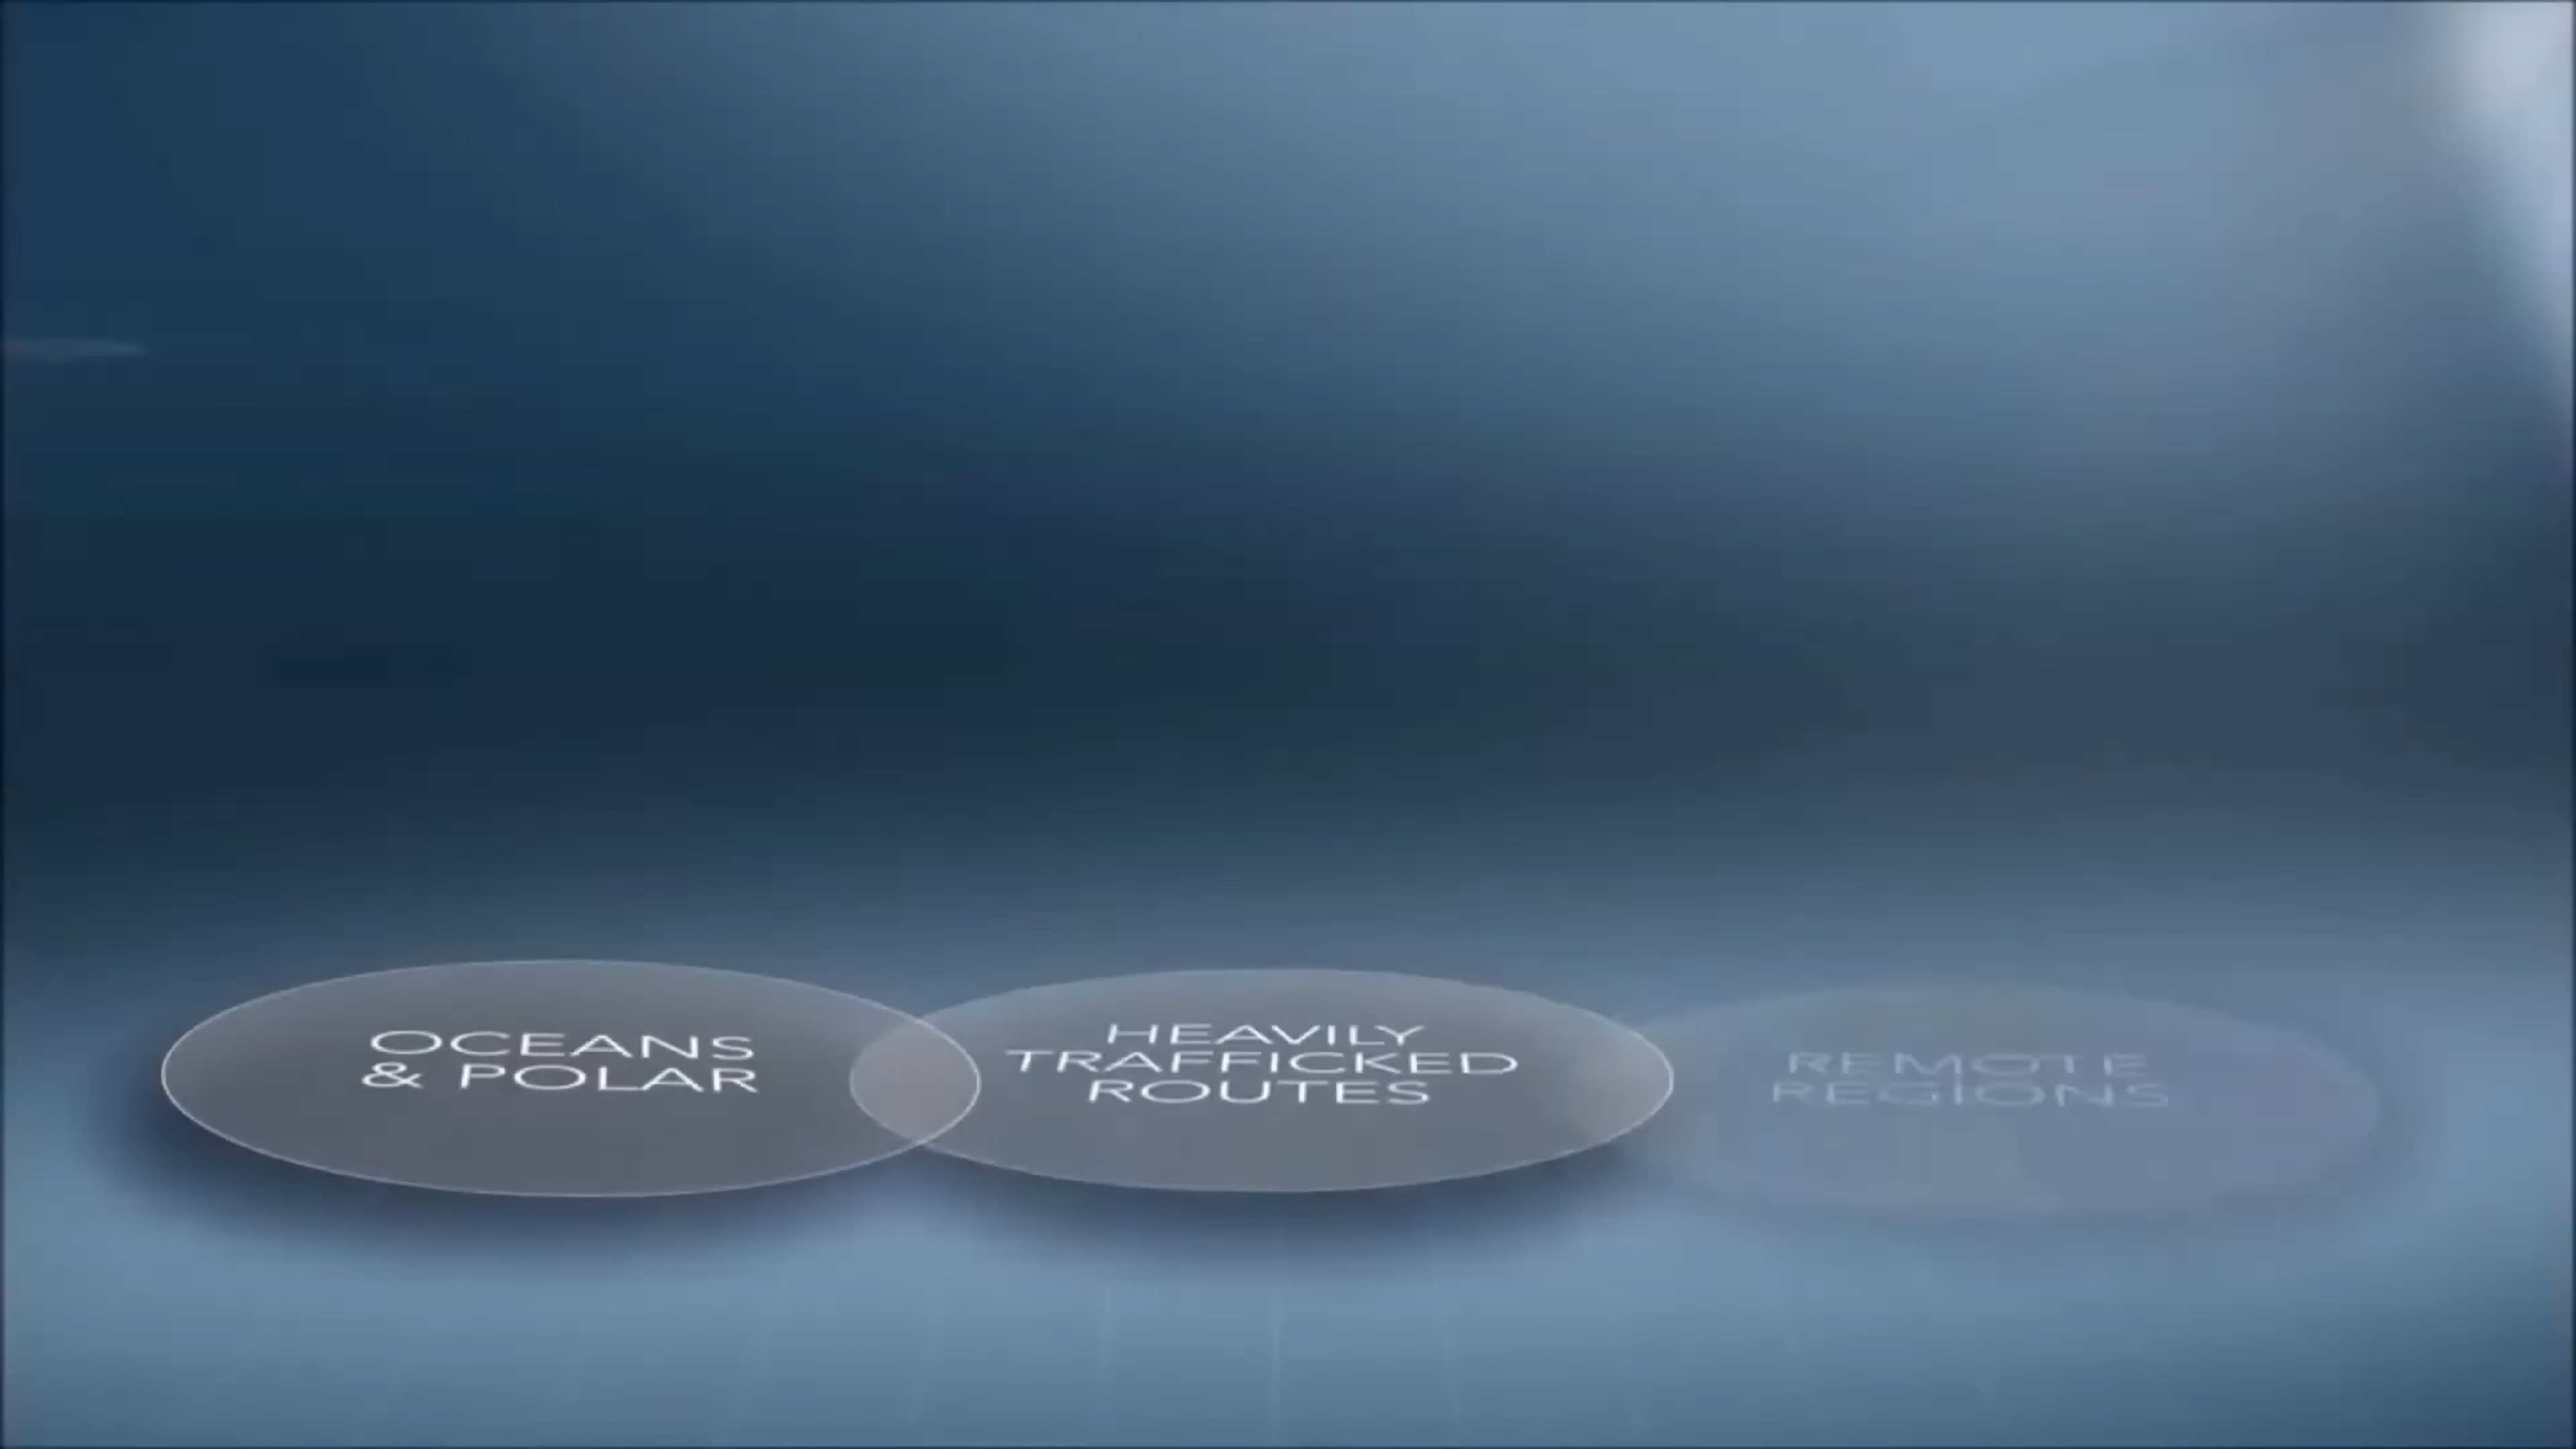 OCEANS
& POLAR
HEAVILY
TRAFFICKED
ROUTES
REMOTE
REGIONS